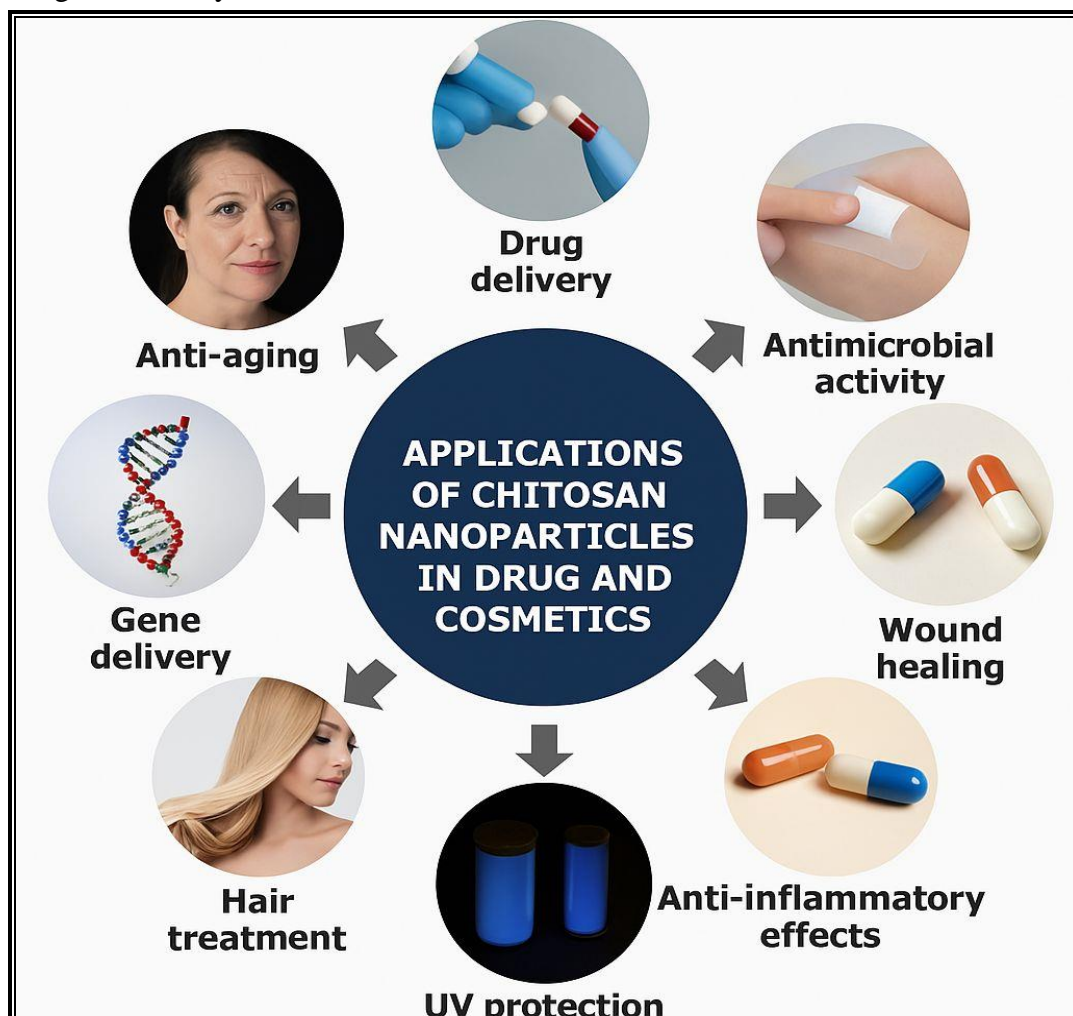 Drug
delivery
Anti-aging
Antimicrobial
activity
APPLICATIONS
OF CHITOSAN
NANOPARTICLES
IN DRUG AND
COSMETICS
Gene
delivery
Wound
healing
Hair
treatment
Anti-inflammatory
effects
UV protection